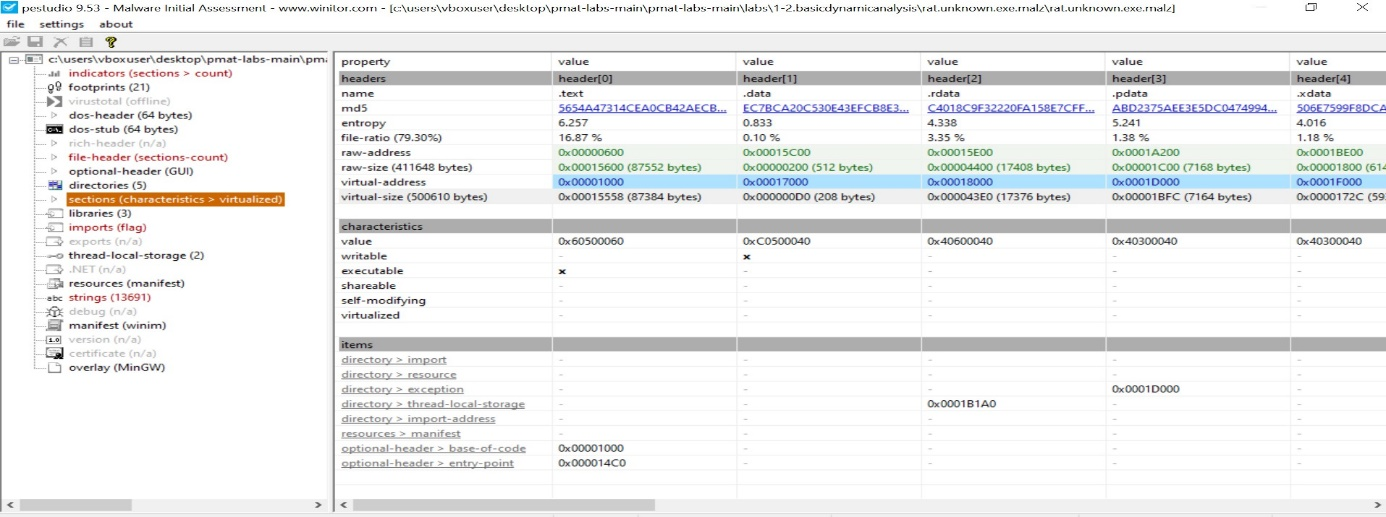 pestudio 9.53 - Malware Initial Assessment - www.winitor.com - [c:\users\vboxuser\desktop\pmat-labs-main\pmat-labs-main\labs\1-2.basicdynamicanalysis\rat.unknown.exe.malz\rat.unknown.exe.malz]
file settings about
c:\users\vboxuser\desktop\pmat-labs-main\pma
indicators (sections > count)
footprints (21)
virustotal (offline)
dos-header (64 bytes)
dos-stub (64 bytes)
rich-header (n/a)
file-header (sections-count)
optional-header (GUI)
directories (5)
sections (characteristics > virtualized)
libraries (3)
imports (flag)
exports (n/a)
thread-local-storage (2)
.NET (n/a)
resources (manifest)
abc strings (13691)
debug (n/a)
manifest (winim)
1.0 version (n/a)
certificate (n/a)
overlay (MinGW)
property value value value value value
headers header[0] header[1] header[2] header[3] header[4]
name .text .data .rdata .pdata .xdata
md5 5654A47314CEA0CB42AECB... EC7BCA20C530E43EFCB8E3... C4018C9F32220FA158E7CFF... ABD2375AEE3E5DC0474994... 506E7599F8DCA
entropy 6.257 0.833 4.338 5.241 4.016
file-ratio (79.30%) 16.87 % 0.10 % 3.35 % 1.38 % 1.18 %
raw-address 0x00000600 0x00015C00 0x00015E00 0x0001A200 0x0001BE00
raw-size (411648 bytes) 0x00015600 (87552 bytes) 0x00000200 (512 bytes) 0x00004400 (17408 bytes) 0x00001C00 (7168 bytes) 0x00001800 (614
virtual-address 0x00001000 0x00017000 0x00018000 0x0001D000 0x0001F000
virtual-size (500610 bytes) 0x00015558 (87384 bytes) 0x000000D0 (208 bytes) 0x000043E0 (17376 bytes) 0x00001BFC (7164 bytes) 0x0000172C (59
characteristics
value 0x60500060 0xC0500040 0x40600040 0x40300040 0x40300040
writable - x - - -
executable x - - - -
shareable - - - - -
self-modifying - - - - -
virtualized - - - - -
items
directory > import - - - - -
directory > resource - - - - -
directory > exception - - - 0x0001D000 -
directory > thread-local-storage - - 0x0001B1A0 - -
directory > import-address - - - - -
resources > manifest - - - - -
optional-header > base-of-code 0x00001000 - - - -
optional-header > entry-point 0x000014C0 - - - -